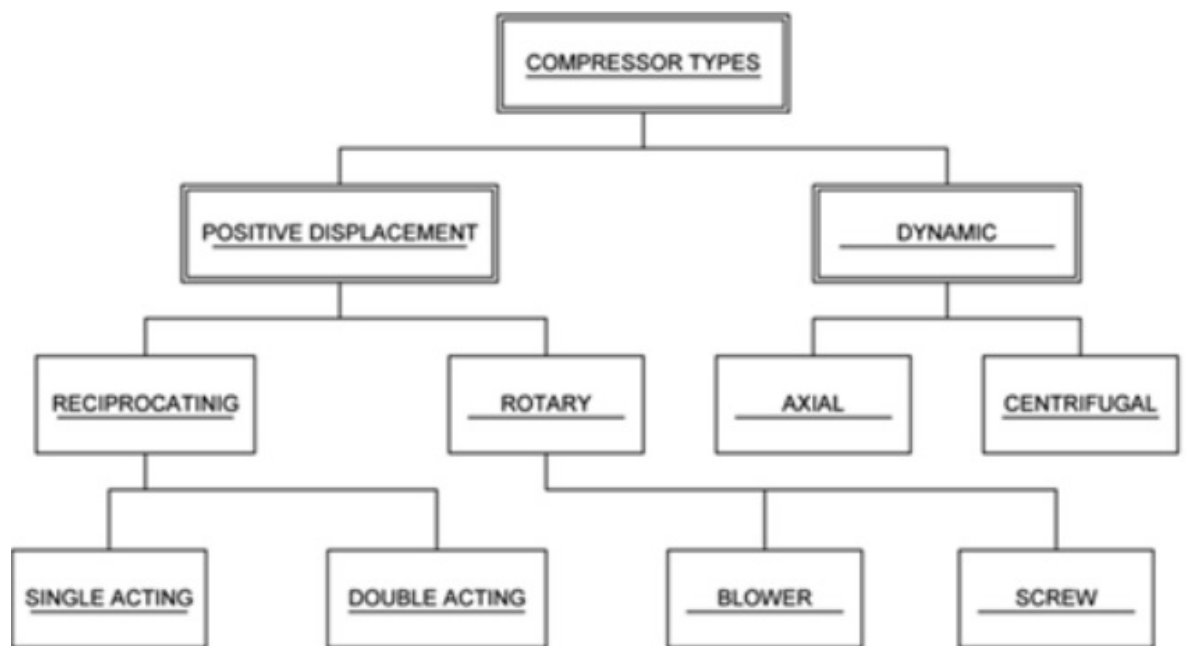 COMPRESSOR TYPES
POSITIVE DISPLACEMENT
DYNAMIC
RECIPROCATINIG
ROTARY
AXIAL
CENTRIFUGAL
SINGLE ACTING
DOUBLE ACTING
BLOWER
SCREW